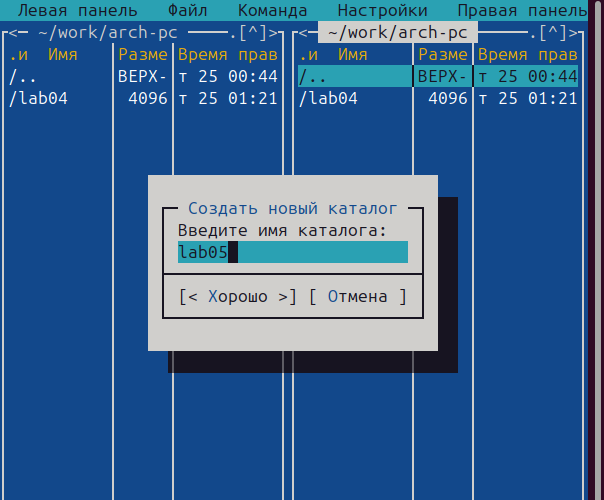 Левая панель Файл Команда Настройки Правая панель
<─ ~/work/arch-pc ──.[^]> <─ ~/work/arch-pc ──.[^]>
.и Имя Разме Время прав .и Имя Разме Время прав
/.. ВЕРХ- т 25 00:44 /.. ВЕРХ- т 25 00:44
/lab04 4096 т 25 01:21 /lab04 4096 т 25 01:21
Создать новый каталог
Введите имя каталога:
lab05
[< Хорошо >] [ Отмена ]